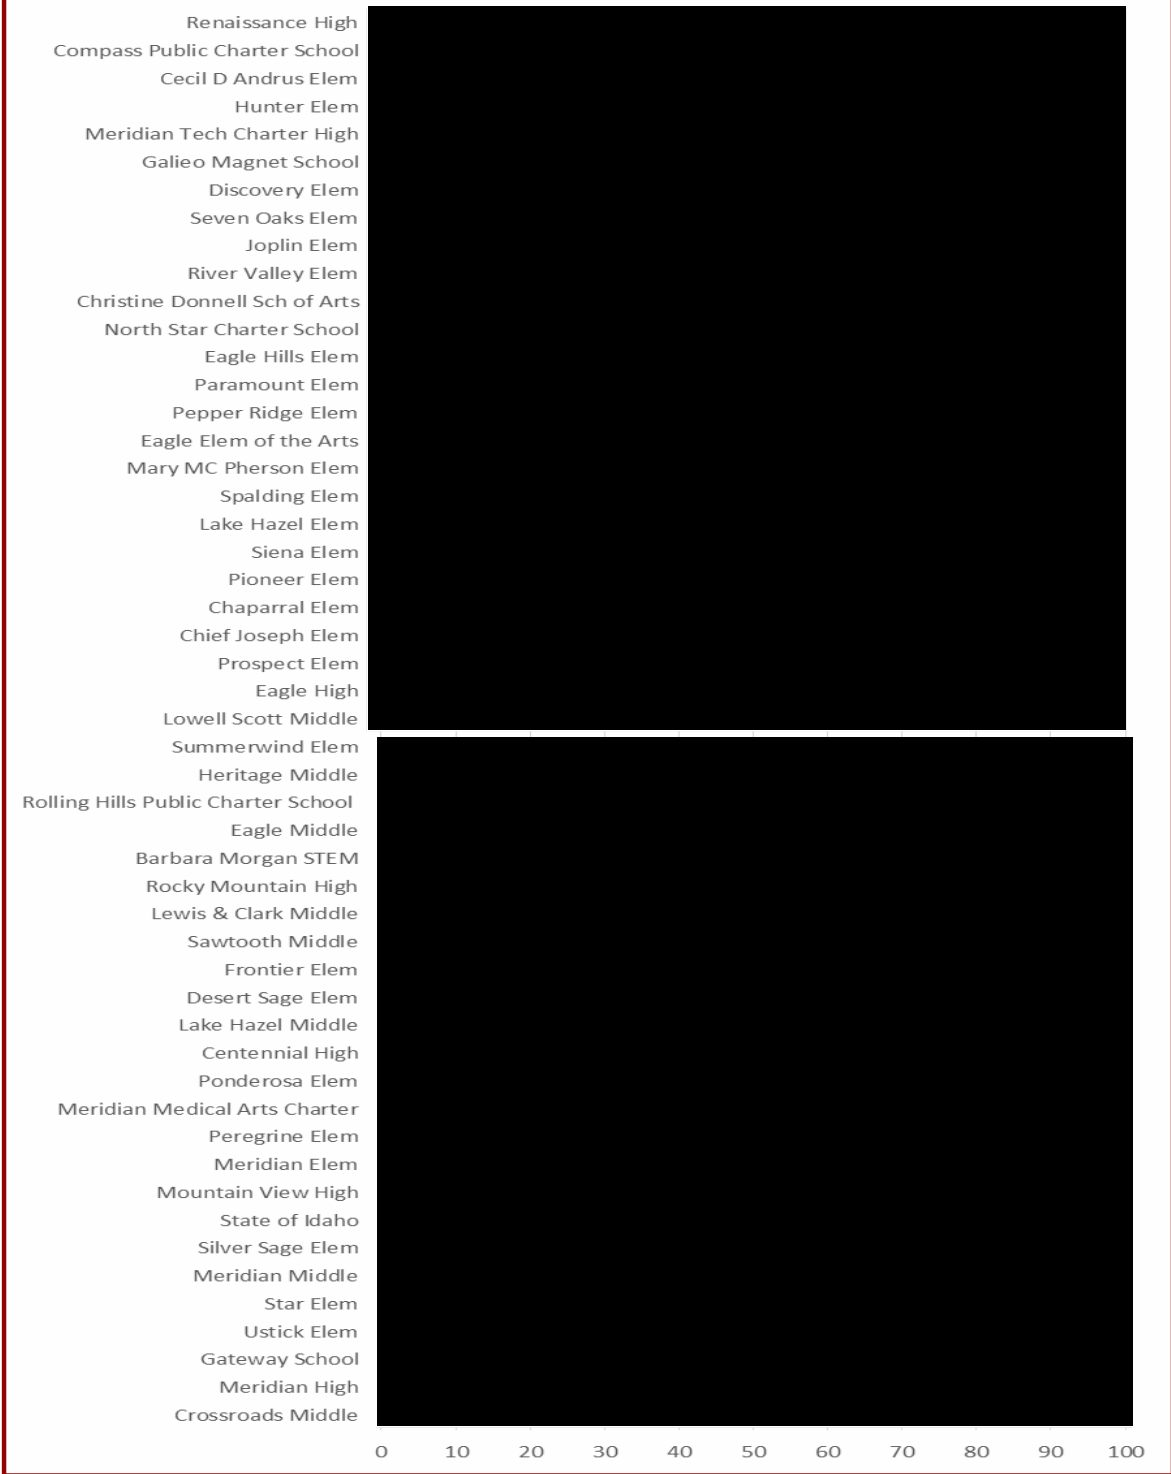 Renaissance High
Compass Public Charter School
Cecil D Andrus Elem
Hunter Elem
Meridian Tech Charter High
Galieo Magnet School
Discovery Elem
Seven Oaks Elem
Joplin Elem
River Valley Elem
Christine Donnell Sch of Arts
North Star Charter School
Eagle Hills Elem
Paramount Elem
Pepper Ridge Elem
Eagle Elem of the Arts
Mary MC Pherson Elem
Spalding Elem
Lake Hazel Elem
Siena Elem
Pioneer Elem
Chaparral Elem
Chief Joseph Elem
Prospect Elem
Eagle High
Lowell Scott Middle
Summerwind Elem
Heritage Middle
Rolling Hills Public Charter School
Eagle Middle
Barbara Morgan STEM
Rocky Mountain High
Lewis & Clark Middle
Sawtooth Middle
Frontier Elem
Desert Sage Elem
Lake Hazel Middle
Centennial High
Ponderosa Elem
Meridian Medical Arts Charter
Peregrine Elem
Meridian Elem
Mountain View High
State of Idaho
Silver Sage Elem
Meridian Middle
Star Elem
Ustick Elem
Gateway School
Meridian High
Crossroads Middle
0 10 20 30 40 50 60 70 80 90 100